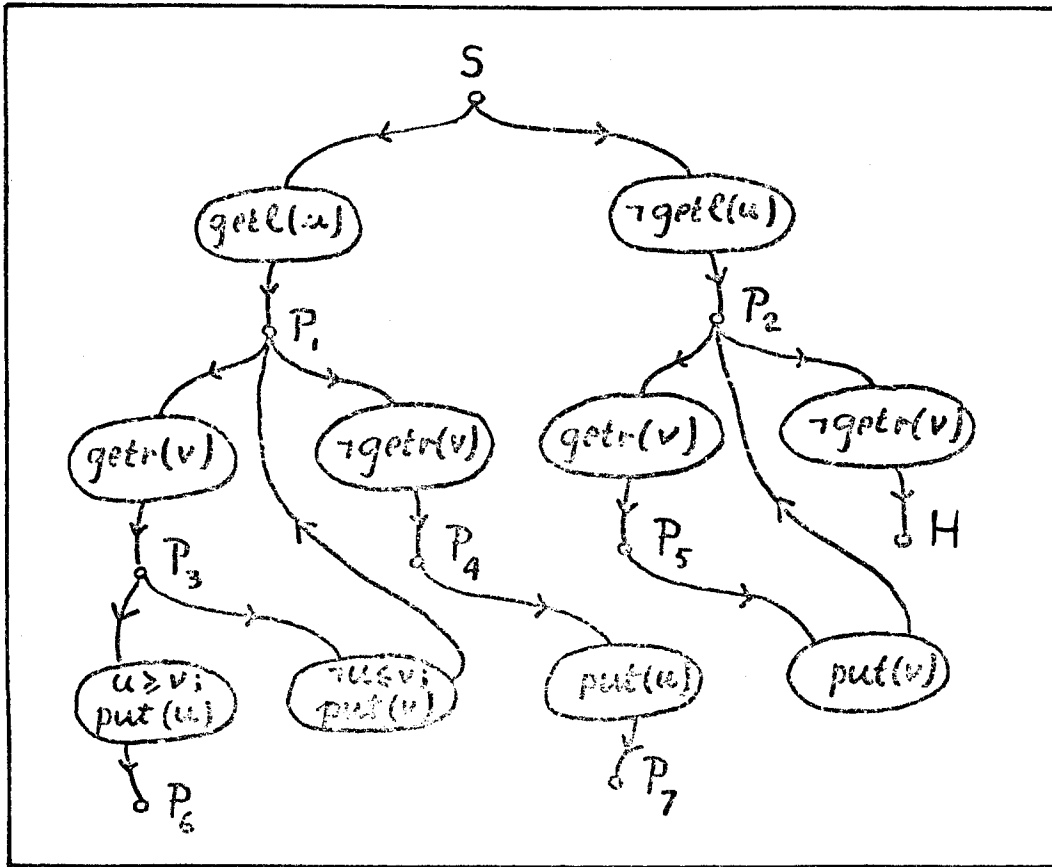 S
getl(u)
¬getl(u)
P₁
P₂
getr(v)
¬getr(v)
getr(v)
¬getr(v)
P₃
P₄
P₅
H
u ≥ v;
put(u)
¬u ≤ v;
put(v)
put(u)
put(v)
P₆
P₇